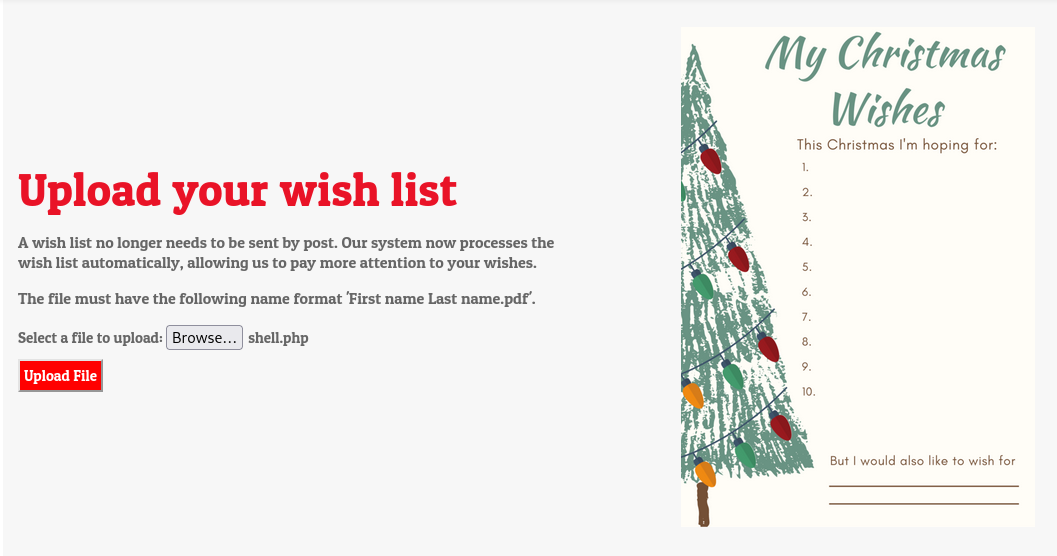 Upload your wish list
A wish list no longer needs to be sent by post. Our system now processes the
wish list automatically, allowing us to pay more attention to your wishes.
The file must have the following name format 'First name Last name.pdf'.
Select a file to upload: Browse... shell.php
Upload File
My Christmas
Wishes
This Christmas I'm hoping for:
1.
2.
3.
4.
5.
6.
7.
8.
9.
10.
But I would also like to wish for